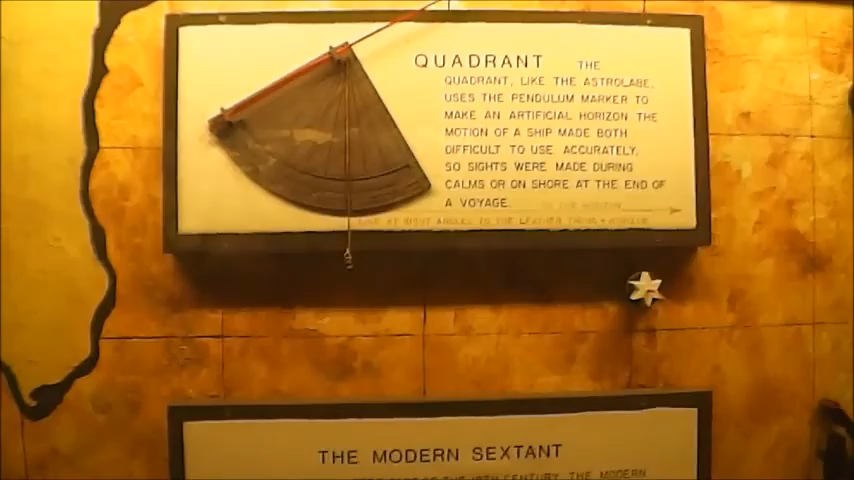 QUADRANT THE
QUADRANT, LIKE THE ASTROLABE,
USES THE PENDULUM MARKER TO
MAKE AN ARTIFICIAL HORIZON THE
MOTION OF A SHIP MADE BOTH
DIFFICULT TO USE ACCURATELY,
SO SIGHTS WERE MADE DURING
CALMS OR ON SHORE AT THE END OF
A VOYAGE
THE MODERN SEXTANT
THE MODERN